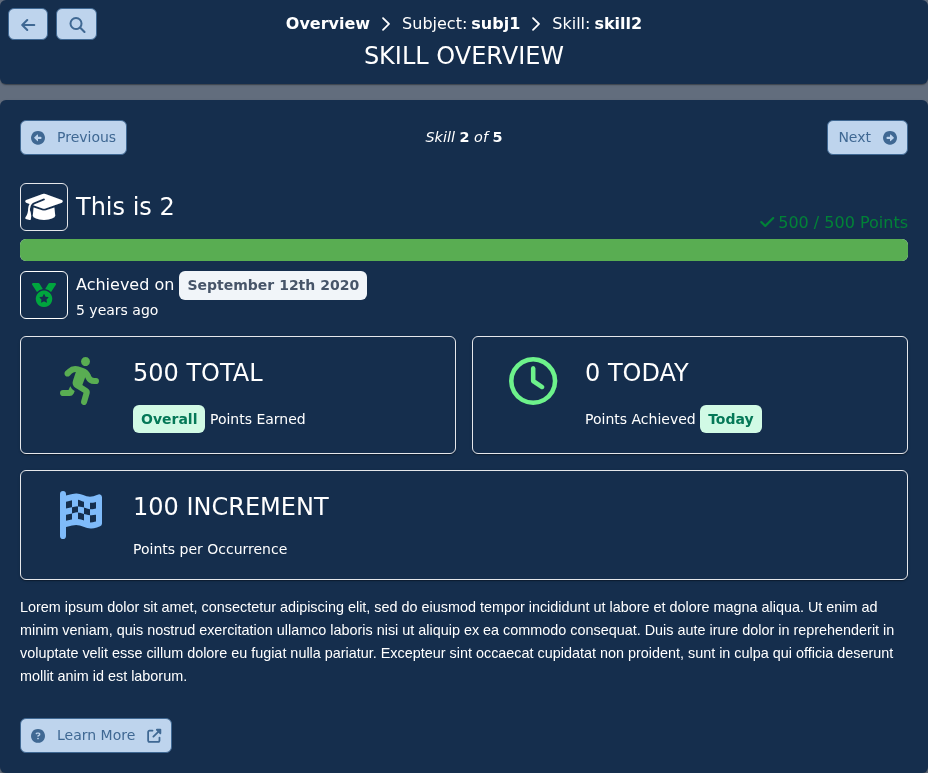 Overview > Subject: subj1 > Skill: skill2
SKILL OVERVIEW
Previous
Skill 2 of 5
Next
This is 2
500 / 500 Points
Achieved on September 12th 2020
5 years ago
500 TOTAL
Overall Points Earned
0 TODAY
Points Achieved Today
100 INCREMENT
Points per Occurrence
Lorem ipsum dolor sit amet, consectetur adipiscing elit, sed do eiusmod tempor incididunt ut labore et dolore magna aliqua. Ut enim ad
minim veniam, quis nostrud exercitation ullamco laboris nisi ut aliquip ex ea commodo consequat. Duis aute irure dolor in reprehenderit in
voluptate velit esse cillum dolore eu fugiat nulla pariatur. Excepteur sint occaecat cupidatat non proident, sunt in culpa qui officia deserunt
mollit anim id est laborum.
Learn More